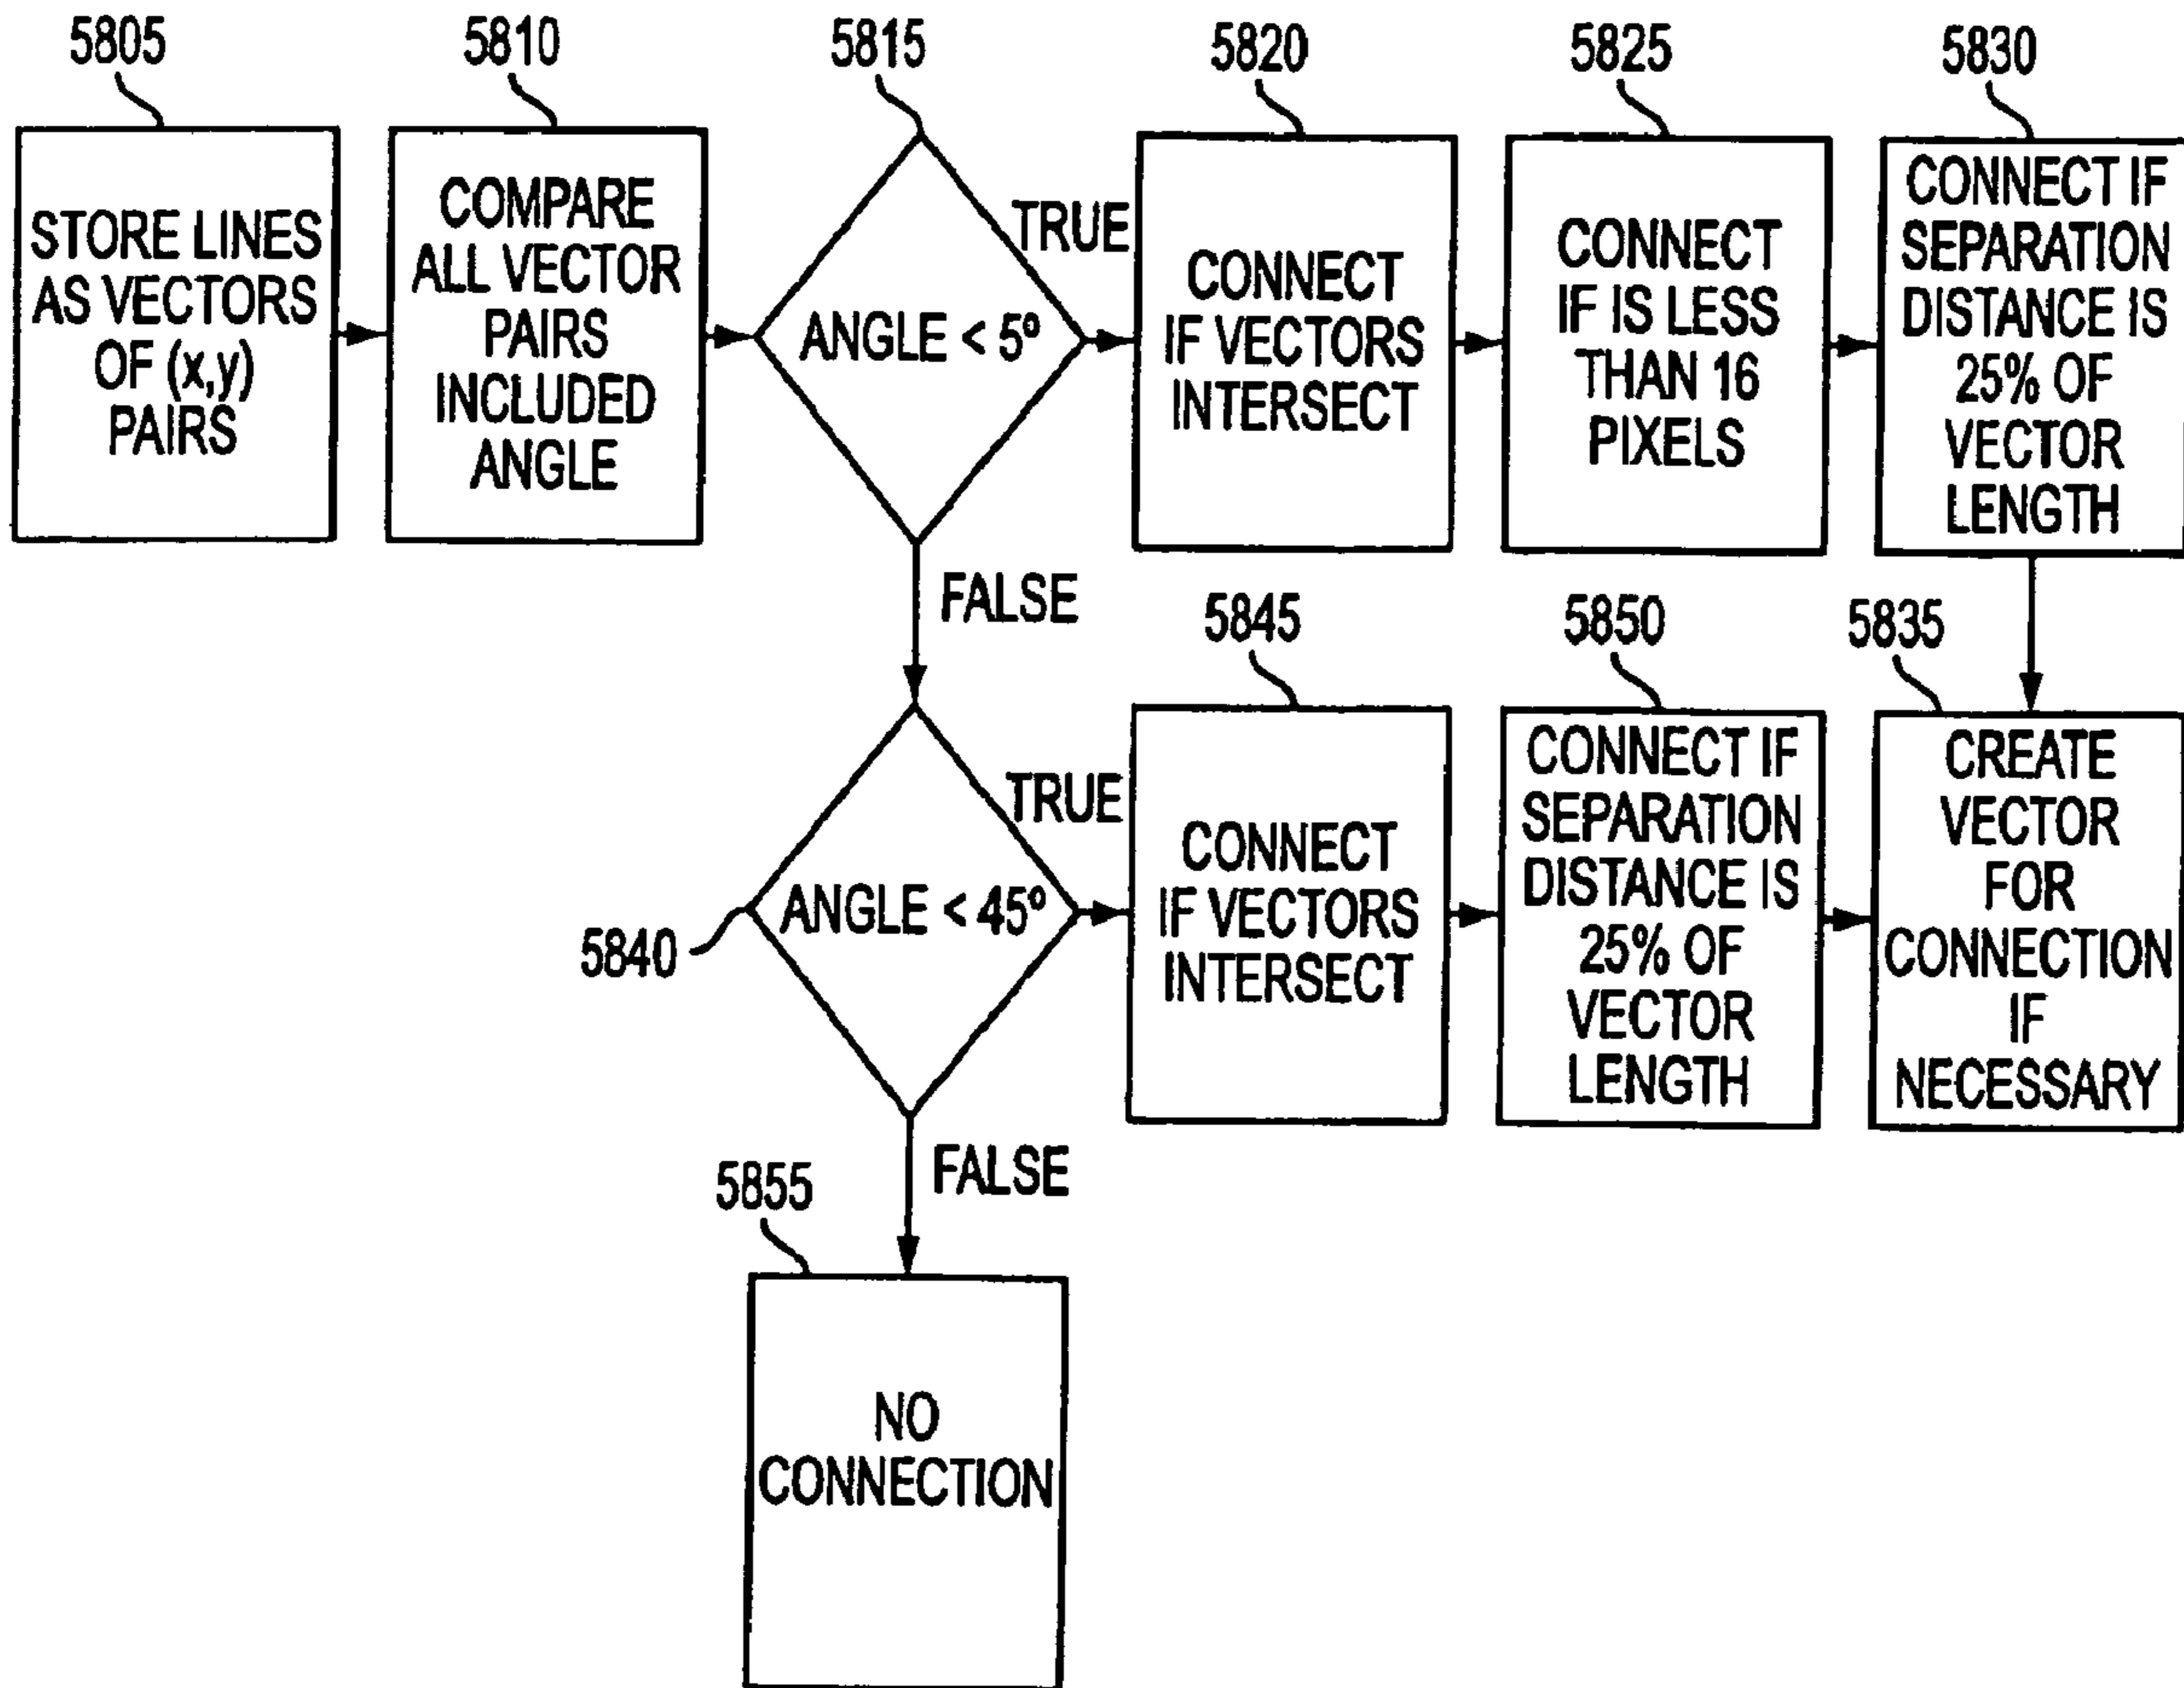 5805
5810
5815
5820
5825
5830
STORE LINES
AS VECTORS
OF (x,y)
PAIRS
COMPARE
ALL VECTOR
PAIRS
INCLUDED
ANGLE
ANGLE < 5º
TRUE
CONNECT
IF VECTORS
INTERSECT
CONNECT
IF IS LESS
THAN 16
PIXELS
CONNECT IF
SEPARATION
DISTANCE IS
25% OF
VECTOR
LENGTH
FALSE
5845
5850
5835
5840
ANGLE < 45º
TRUE
CONNECT
IF VECTORS
INTERSECT
CONNECT IF
SEPARATION
DISTANCE IS
25% OF
VECTOR
LENGTH
CREATE
VECTOR
FOR
CONNECTION
IF
NECESSARY
FALSE
5855
NO
CONNECTION